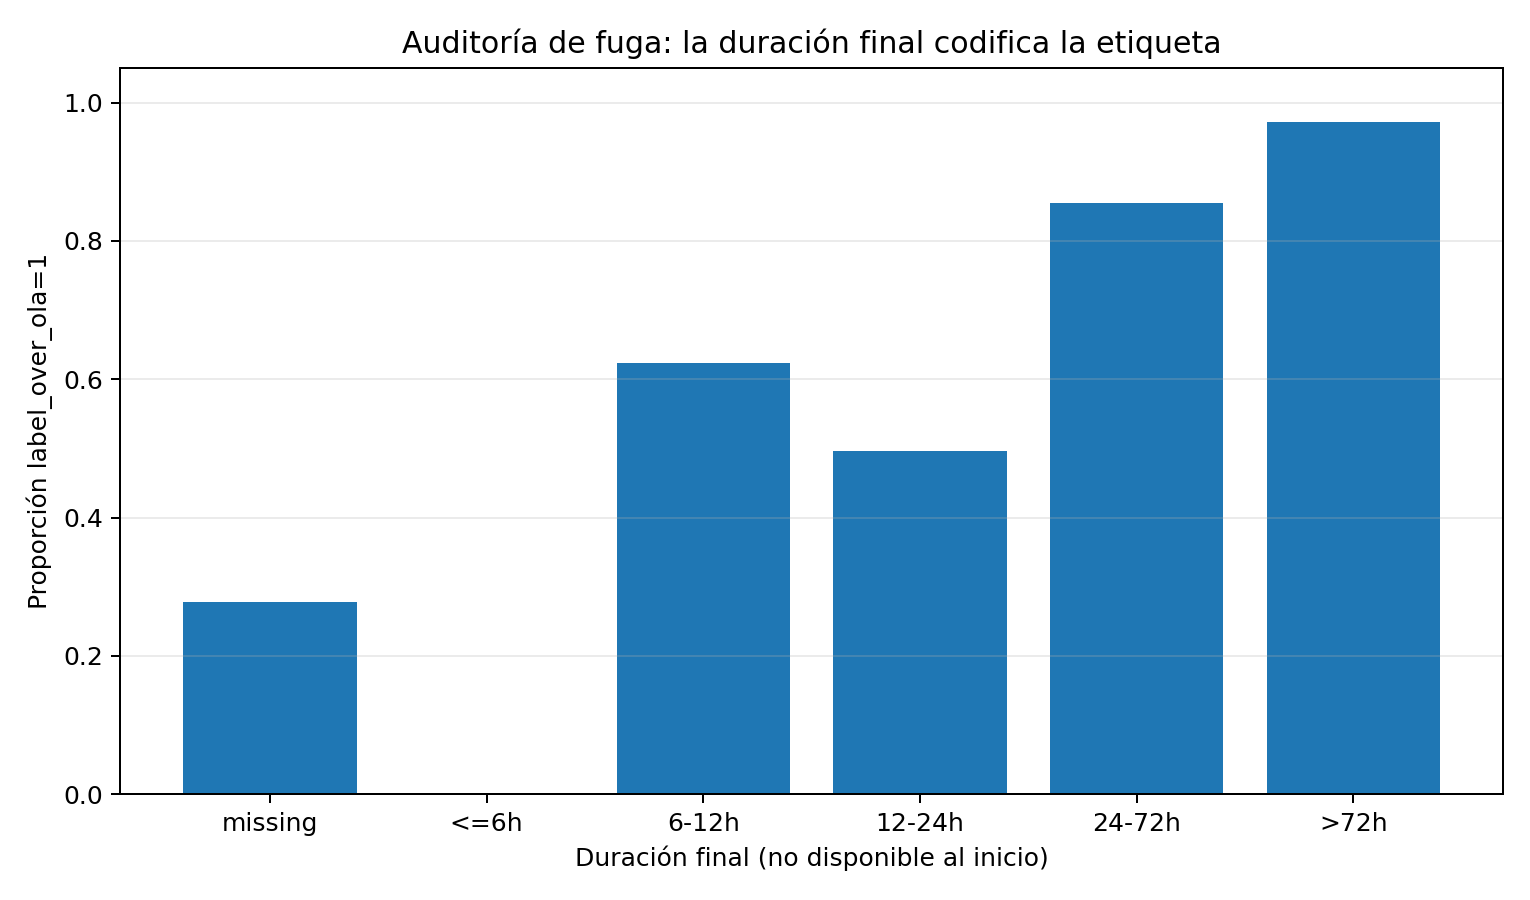 Auditoría de fuga: la duración final codifica la etiqueta
Proporción label_over_ola=1
1.0
0.8
0.6
0.4
0.2
0.0
missing <=6h 6-12h 12-24h 24-72h >72h
Duración final (no disponible al inicio)